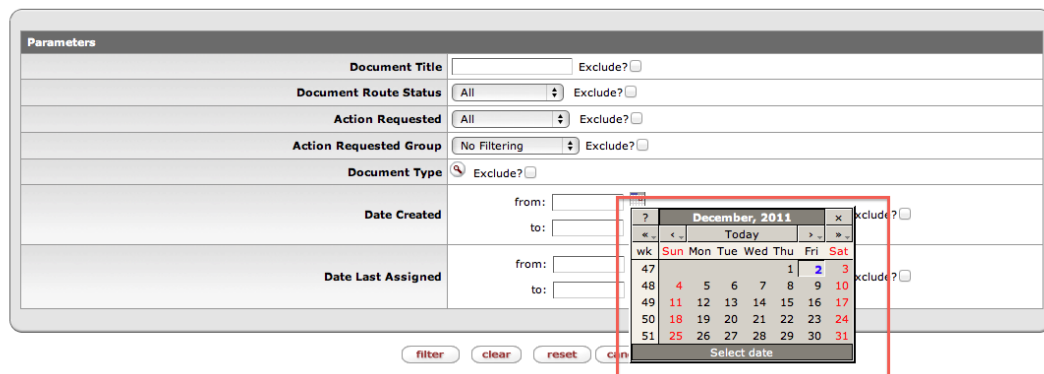 Parameters
Document Title Exclude?
Document Route Status All Exclude?
Action Requested All Exclude?
Action Requested Group No Filtering Exclude?
Document Type Exclude?
Date Created from:
to:
xclude?
Date Last Assigned from:
to:
xclude?
? December, 2011 ×
« ‹ Today › »
wk Sun Mon Tue Wed Thu Fri Sat
47 1 2 3
48 4 5 6 7 8 9 10
49 11 12 13 14 15 16 17
50 18 19 20 21 22 23 24
51 25 26 27 28 29 30 31
Select date
filter clear reset can